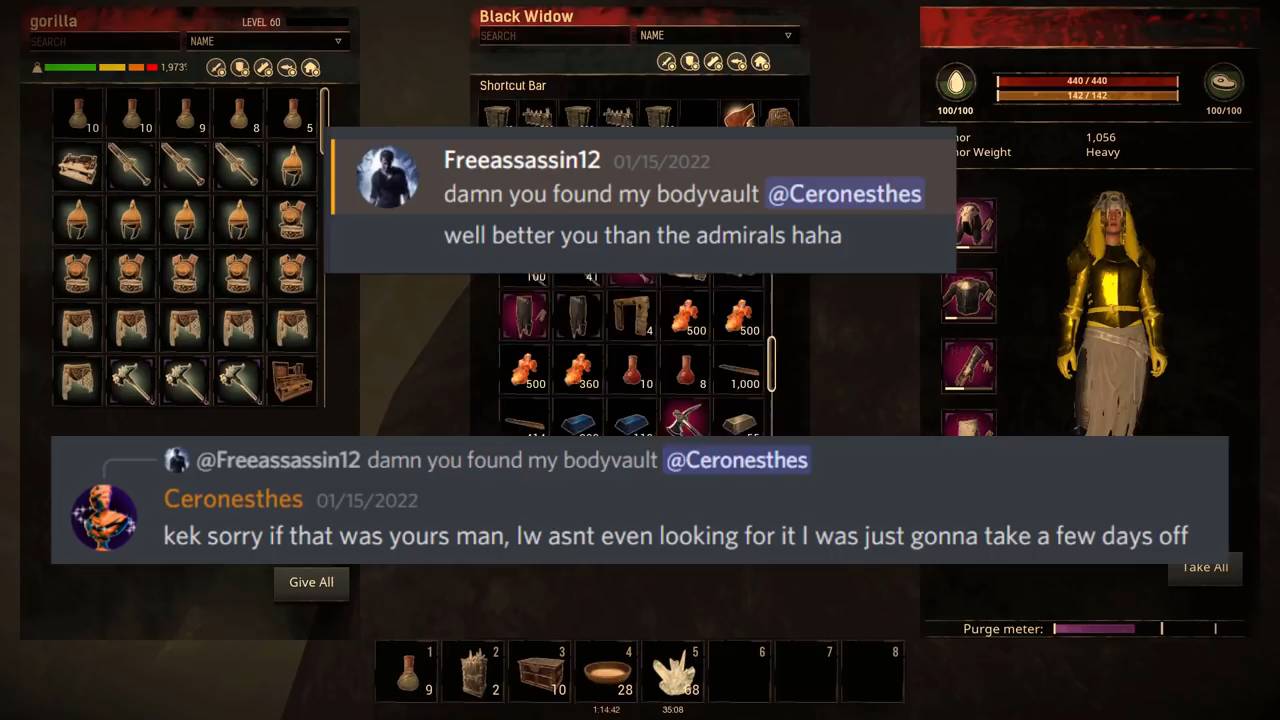 gorilla
LEVEL 60
SEARCH
NAME
1,973
10
10
9
8
5
Black Widow
SEARCH
NAME
Shortcut Bar
440 / 440
142 / 142
100/100
100/100
1,056
Weight
Heavy
Freeassassin12 01/15/2022
damn you found my bodyvault @Ceronesthes
well better you than the admirals haha
100
41
4
500
500
500
360
10
8
1,000
@Freeassassin12 damn you found my bodyvault @Ceronesthes
Ceronesthes 01/15/2022
kek sorry if that was yours man, Iw asnt even looking for it I was just gonna take a few days off
Give All
Take All
Purge meter:
1
2
3
4
5
6
7
8
9
2
10
28
68
1:14:42
35:08